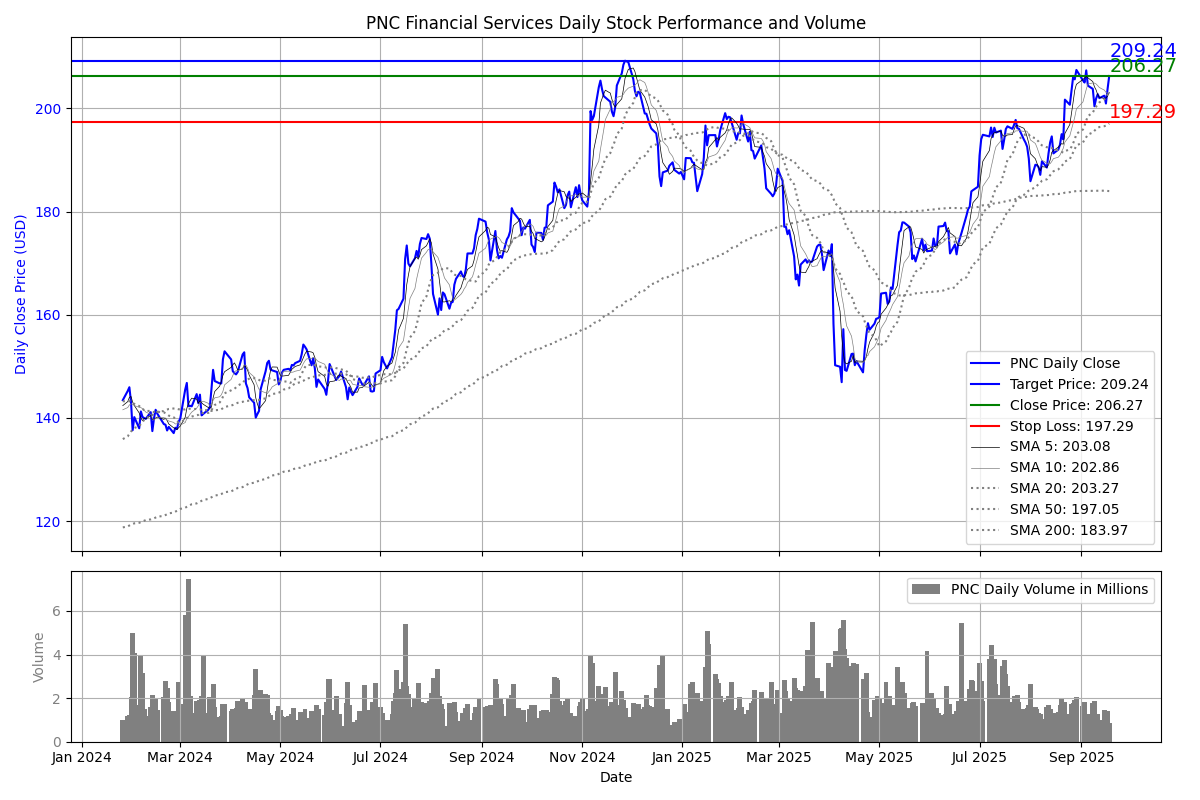 PNC Financial Services Daily Stock Performance and Volume
209.24
206.27
197.29
200
180
160
140
120
Daily Close Price (USD)
PNC Daily Close
Target Price: 209.24
Close Price: 206.27
Stop Loss: 197.29
SMA 5: 203.08
SMA 10: 202.86
SMA 20: 203.27
SMA 50: 197.05
SMA 200: 183.97
PNC Daily Volume in Millions
6
4
2
0
Volume
Jan 2024 Mar 2024 May 2024 Jul 2024 Sep 2024 Nov 2024 Jan 2025 Mar 2025 May 2025 Jul 2025 Sep 2025
Date